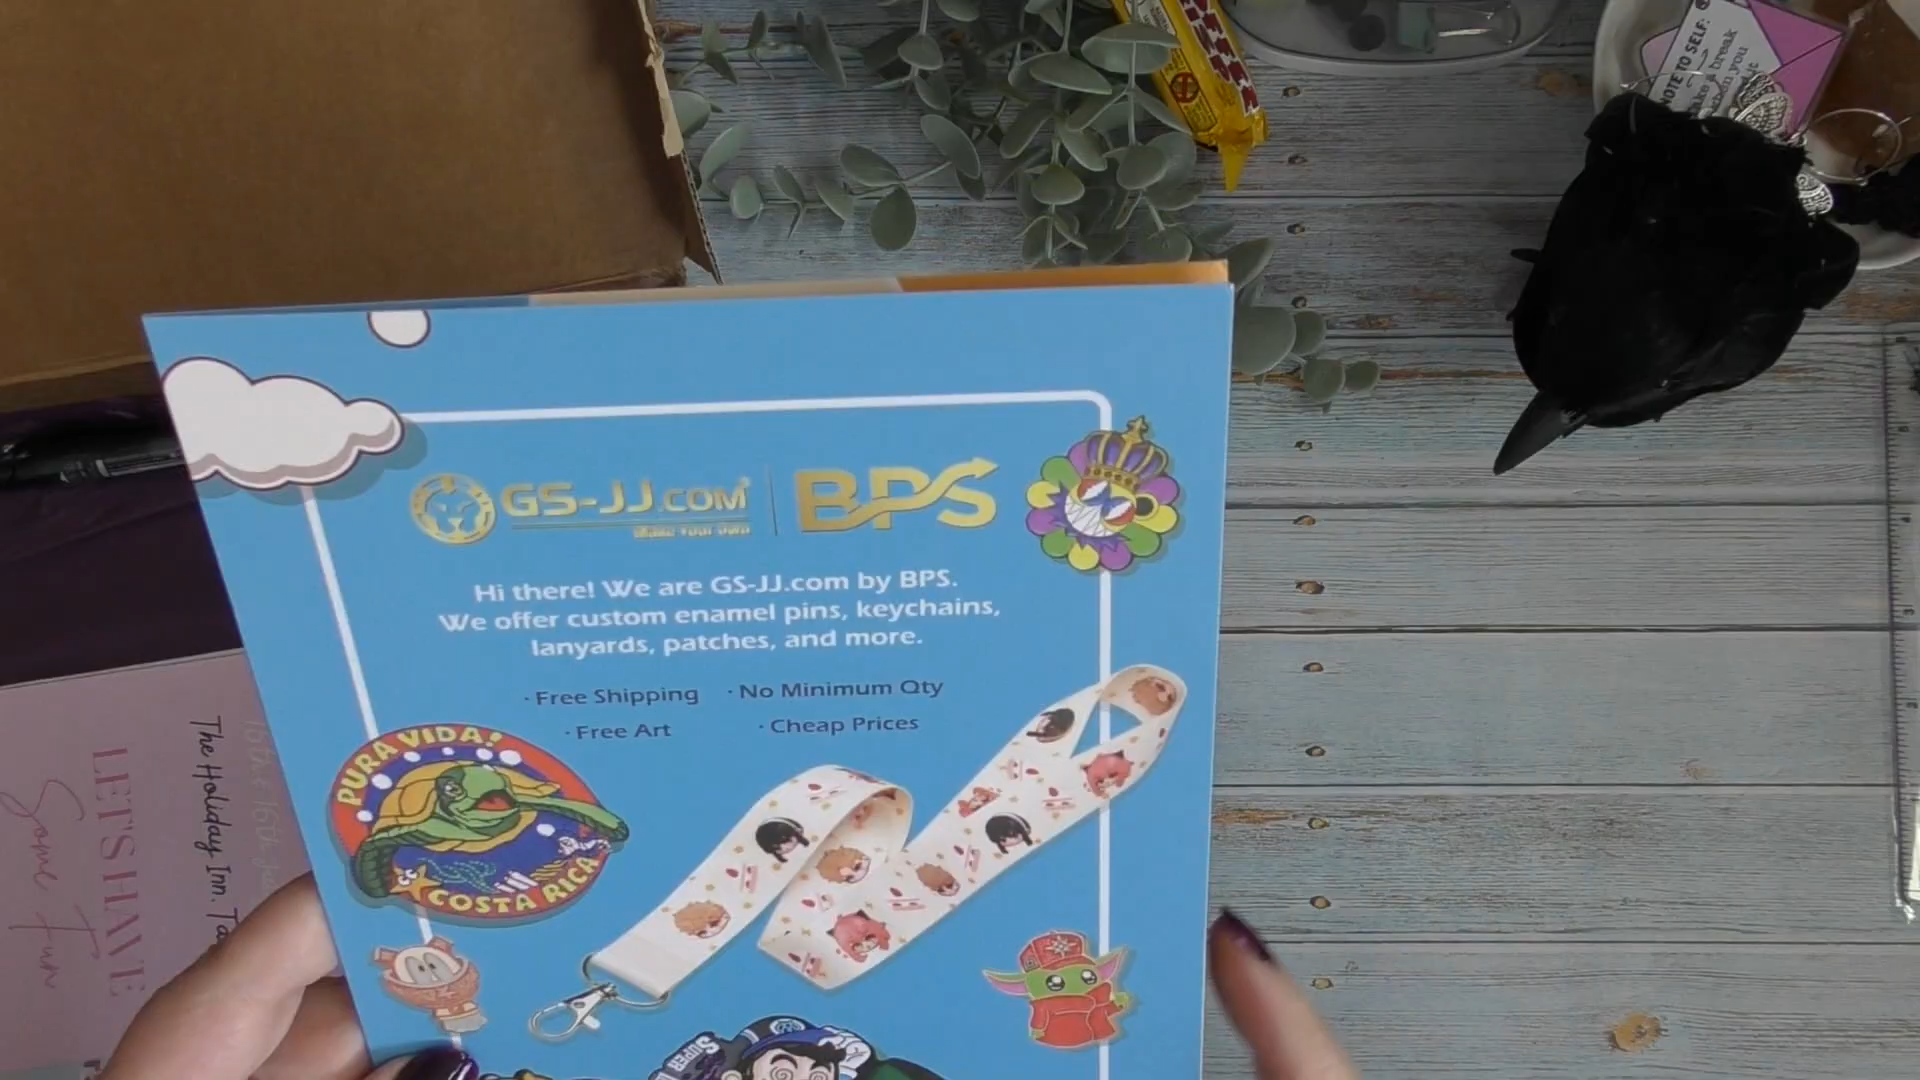 NOTE TO SELF:
GS-JJ.COM®
Make Your Own
BPS
Hi there! We are GS-JJ.com by BPS.
We offer custom enamel pins, keychains,
lanyards, patches, and more.
· Free Shipping · No Minimum Qty
· Free Art · Cheap Prices
PURA VIDA!
COSTA RICA
SUPER
LET'S HAVE
Some Fun
The Holiday Inn.